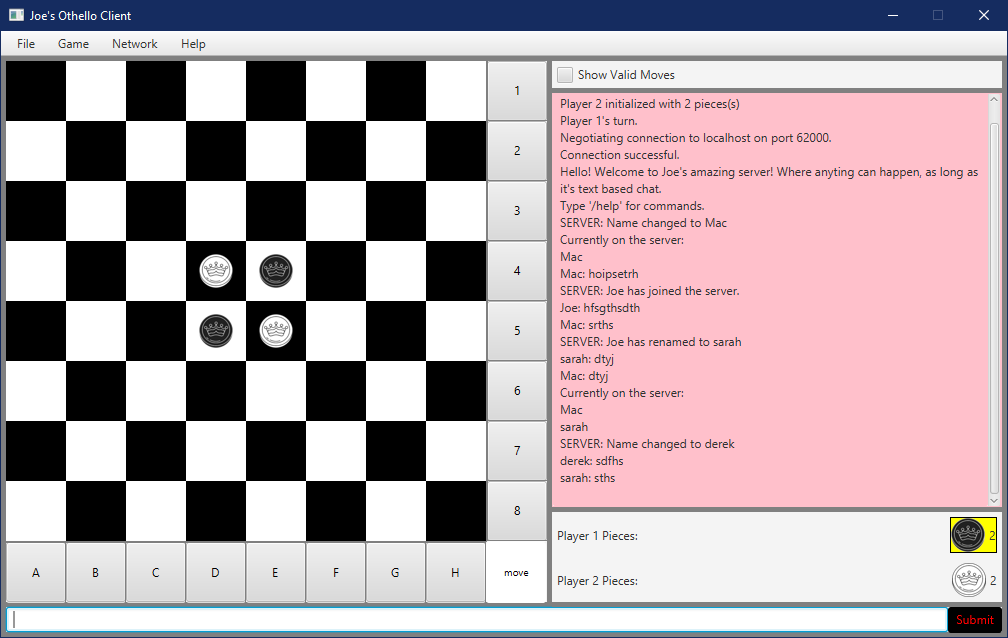 Joe's Othello Client
File Game Network Help
1
2
3
4
5
6
7
8
A B C D E F G H move
Show Valid Moves
Player 2 initialized with 2 pieces(s)
Player 1's turn.
Negotiating connection to localhost on port 62000.
Connection successful.
Hello! Welcome to Joe's amazing server! Where anyting can happen, as long as
it's text based chat.
Type '/help' for commands.
SERVER: Name changed to Mac
Currently on the server:
Mac
Mac: hoipsetrh
SERVER: Joe has joined the server.
Joe: hfsgthsdth
Mac: srths
SERVER: Joe has renamed to sarah
sarah: dtyj
Mac: dtyj
Currently on the server:
Mac
sarah
SERVER: Name changed to derek
derek: sdfhs
sarah: sths
Player 1 Pieces: 2
Player 2 Pieces: 2
Submit